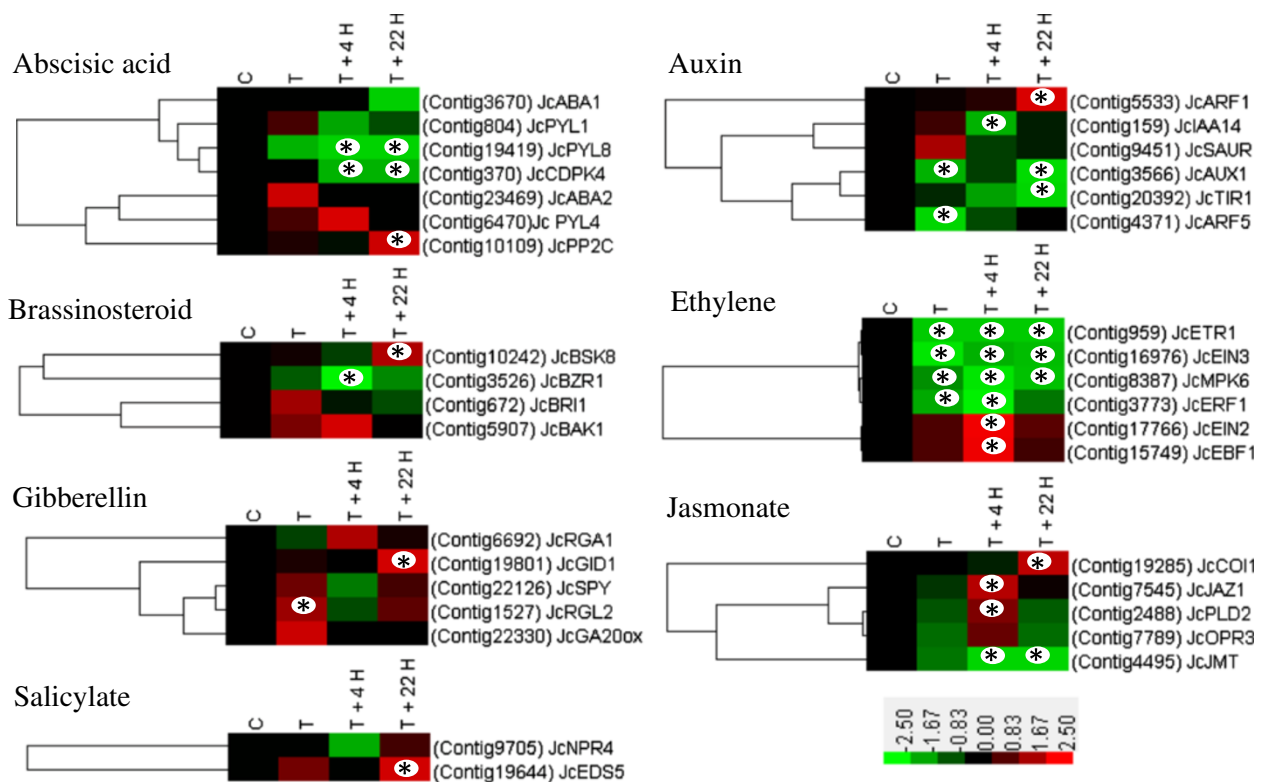 Abscisic acid
C T T + 4 H T + 22 H
(Contig3670) JcABA1
(Contig804) JcPYL1
* * (Contig19419) JcPYL8
* * (Contig370) JcCDPK4
(Contig23469) JcABA2
(Contig6470)Jc PYL4
* (Contig10109) JcPP2C
Brassinosteroid
C T T + 4 H T + 22 H
* (Contig10242) JcBSK8
* (Contig3526) JcBZR1
(Contig672) JcBRI1
(Contig5907) JcBAK1
Gibberellin
C T T + 4 H T + 22 H
(Contig6692) JcRGA1
* (Contig19801) JcGID1
(Contig22126) JcSPY
* (Contig1527) JcRGL2
(Contig22330) JcGA20ox
Salicylate
C T T + 4 H T + 22 H
(Contig9705) JcNPR4
* (Contig19644) JcEDS5
Auxin
C T T + 4 H T + 22 H
* (Contig5533) JcARF1
* (Contig159) JcIAA14
(Contig9451) JcSAUR
* * (Contig3566) JcAUX1
* (Contig20392) JcTIR1
* (Contig4371) JcARF5
Ethylene
C T T + 4 H T + 22 H
* * * (Contig959) JcETR1
* * * (Contig16976) JcEIN3
* * * (Contig8387) JcMPK6
* * (Contig3773) JcERF1
* (Contig17766) JcEIN2
* (Contig15749) JcEBF1
Jasmonate
C T T + 4 H T + 22 H
* (Contig19285) JcCOI1
* (Contig7545) JcJAZ1
* (Contig2488) JcPLD2
(Contig7789) JcOPR3
* * (Contig4495) JcJMT
-2.50 -1.67 -0.83 0.00 0.83 1.67 2.50